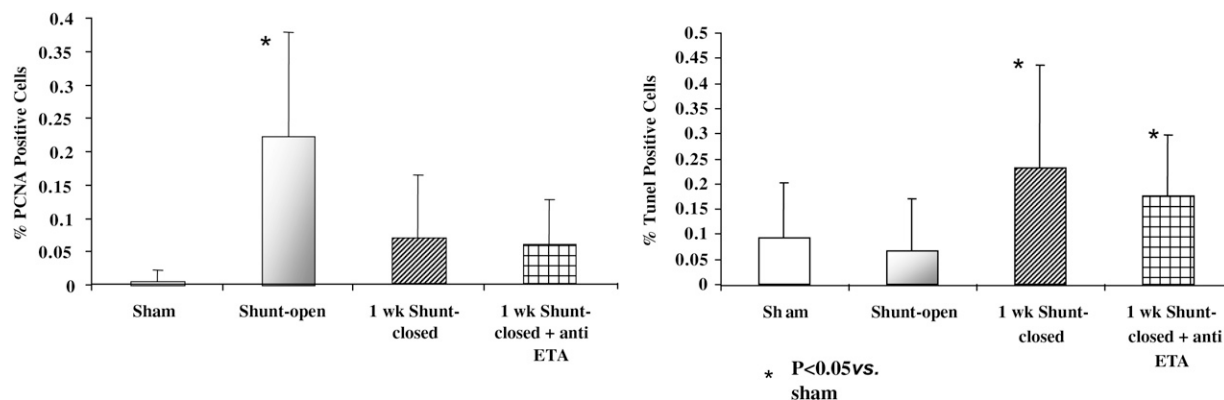 % PCNA Positive Cells
0.4
0.35
0.3
0.25
0.2
0.15
0.1
0.05
0
*
Sham
Shunt-open
1 wk Shunt-
closed
1 wk Shunt-
closed + anti
ETA
% Tunel Positive Cells
0.5
0.45
0.4
0.35
0.3
0.25
0.2
0.15
0.1
0.05
0
*
*
Sham
Shunt-open
1 wk Shunt-
closed
1 wk Shunt-
closed + anti
ETA
* P<0.05vs.
sham